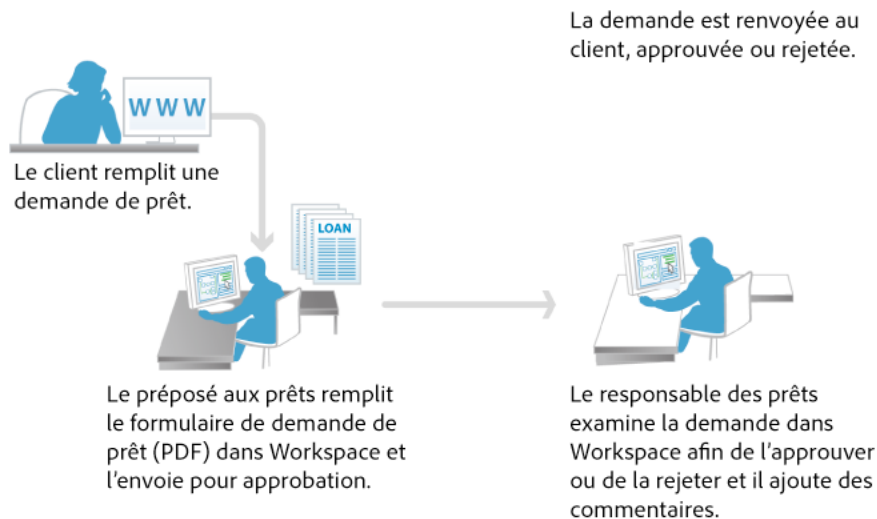 La demande est renvoyée au
client, approuvée ou rejetée.
WWW
Le client remplit une
demande de prêt.
LOAN
Le préposé aux prêts remplit
le formulaire de demande de
prêt (PDF) dans Workspace et
l'envoie pour approbation.
Le responsable des prêts
examine la demande dans
Workspace afin de l'approuver
ou de la rejeter et il ajoute des
commentaires.